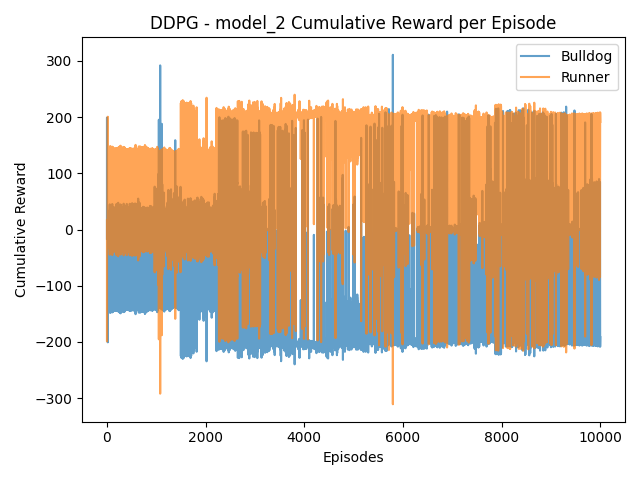 DDPG - model_2 Cumulative Reward per Episode
Bulldog
Runner
300
200
100
0
−100
−200
−300
Cumulative Reward
0 2000 4000 6000 8000 10000
Episodes